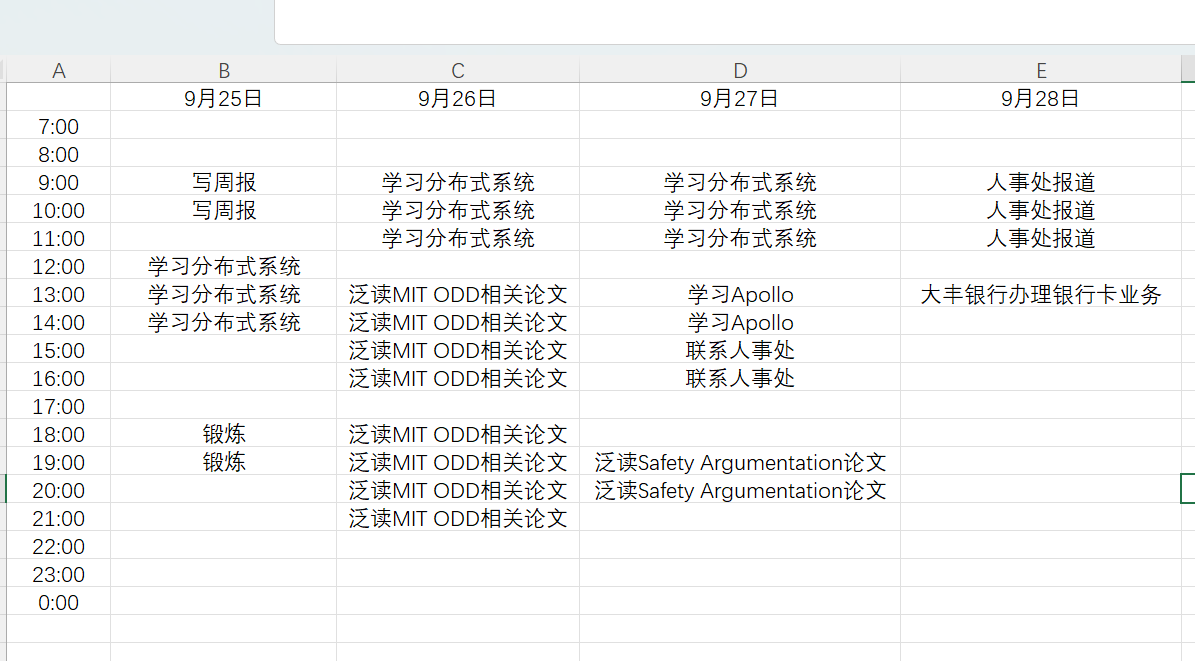 A B C D E
9月25日 9月26日 9月27日 9月28日
7:00
8:00
9:00 写周报 学习分布式系统 学习分布式系统 人事处报道
10:00 写周报 学习分布式系统 学习分布式系统 人事处报道
11:00 学习分布式系统 学习分布式系统 人事处报道
12:00 学习分布式系统
13:00 学习分布式系统 泛读MIT ODD相关论文 学习Apollo 大丰银行办理银行卡业务
14:00 学习分布式系统 泛读MIT ODD相关论文 学习Apollo
15:00 泛读MIT ODD相关论文 联系人事处
16:00 泛读MIT ODD相关论文 联系人事处
17:00
18:00 锻炼 泛读MIT ODD相关论文
19:00 锻炼 泛读MIT ODD相关论文 泛读Safety Argumentation论文
20:00 泛读MIT ODD相关论文 泛读Safety Argumentation论文
21:00 泛读MIT ODD相关论文
22:00
23:00
0:00